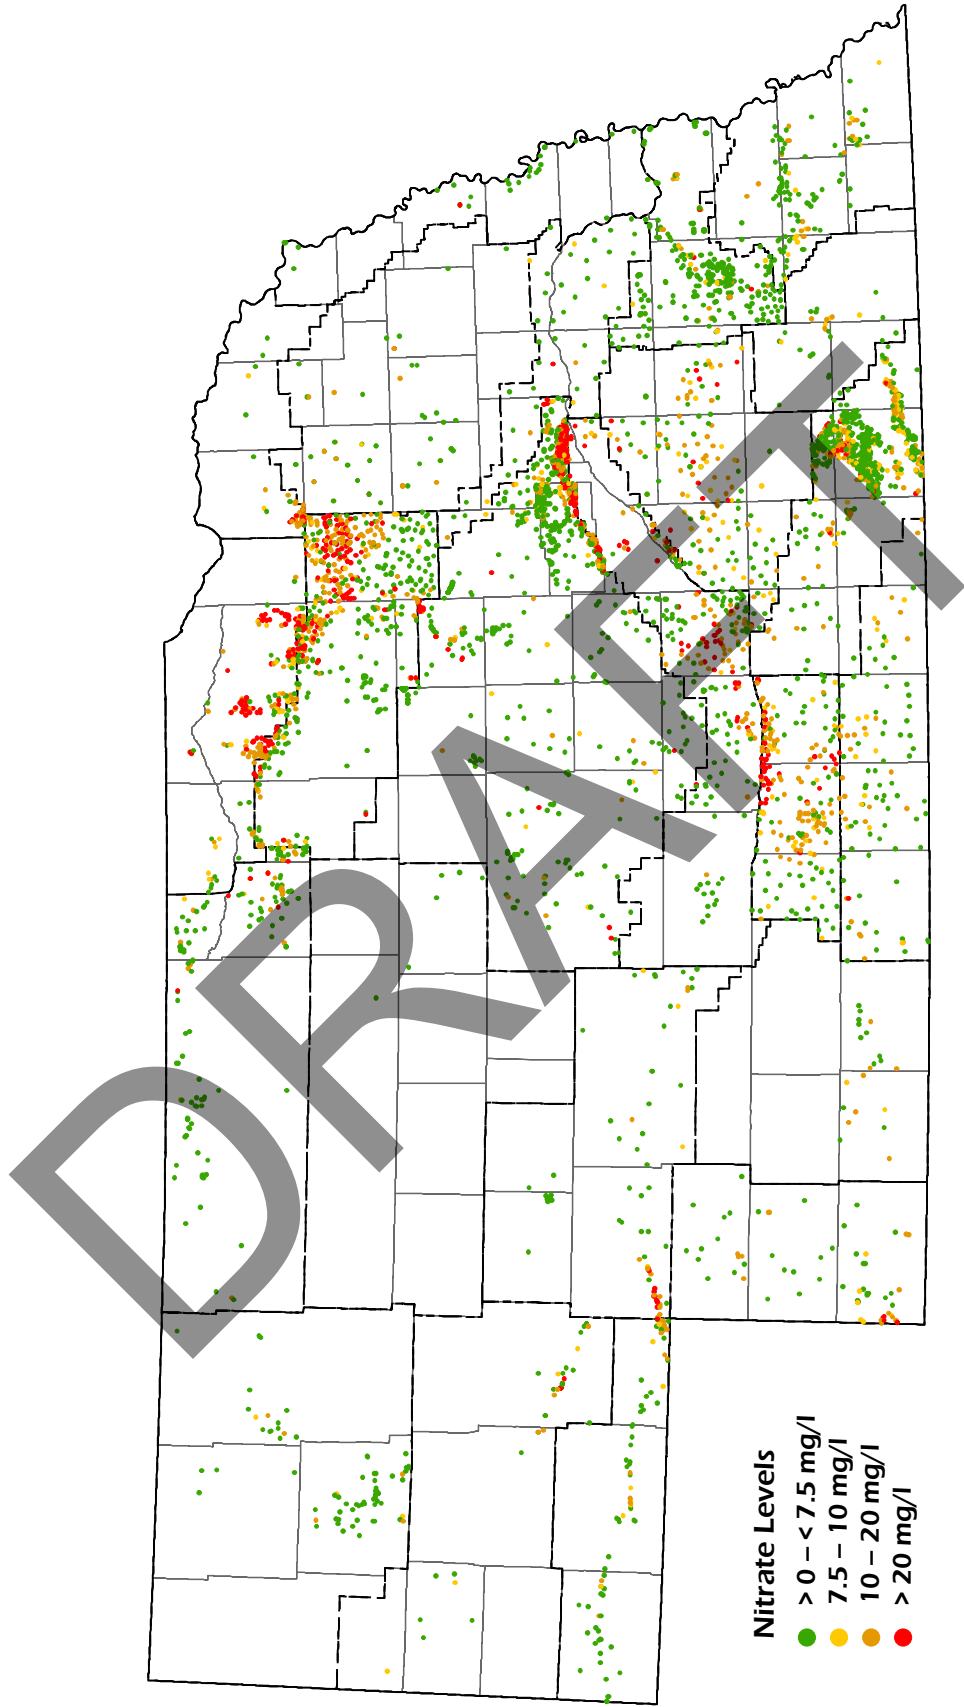 DRAFT
Nitrate Levels
> 0 – < 7.5 mg/l
7.5 – 10 mg/l
10 – 20 mg/l
> 20 mg/l